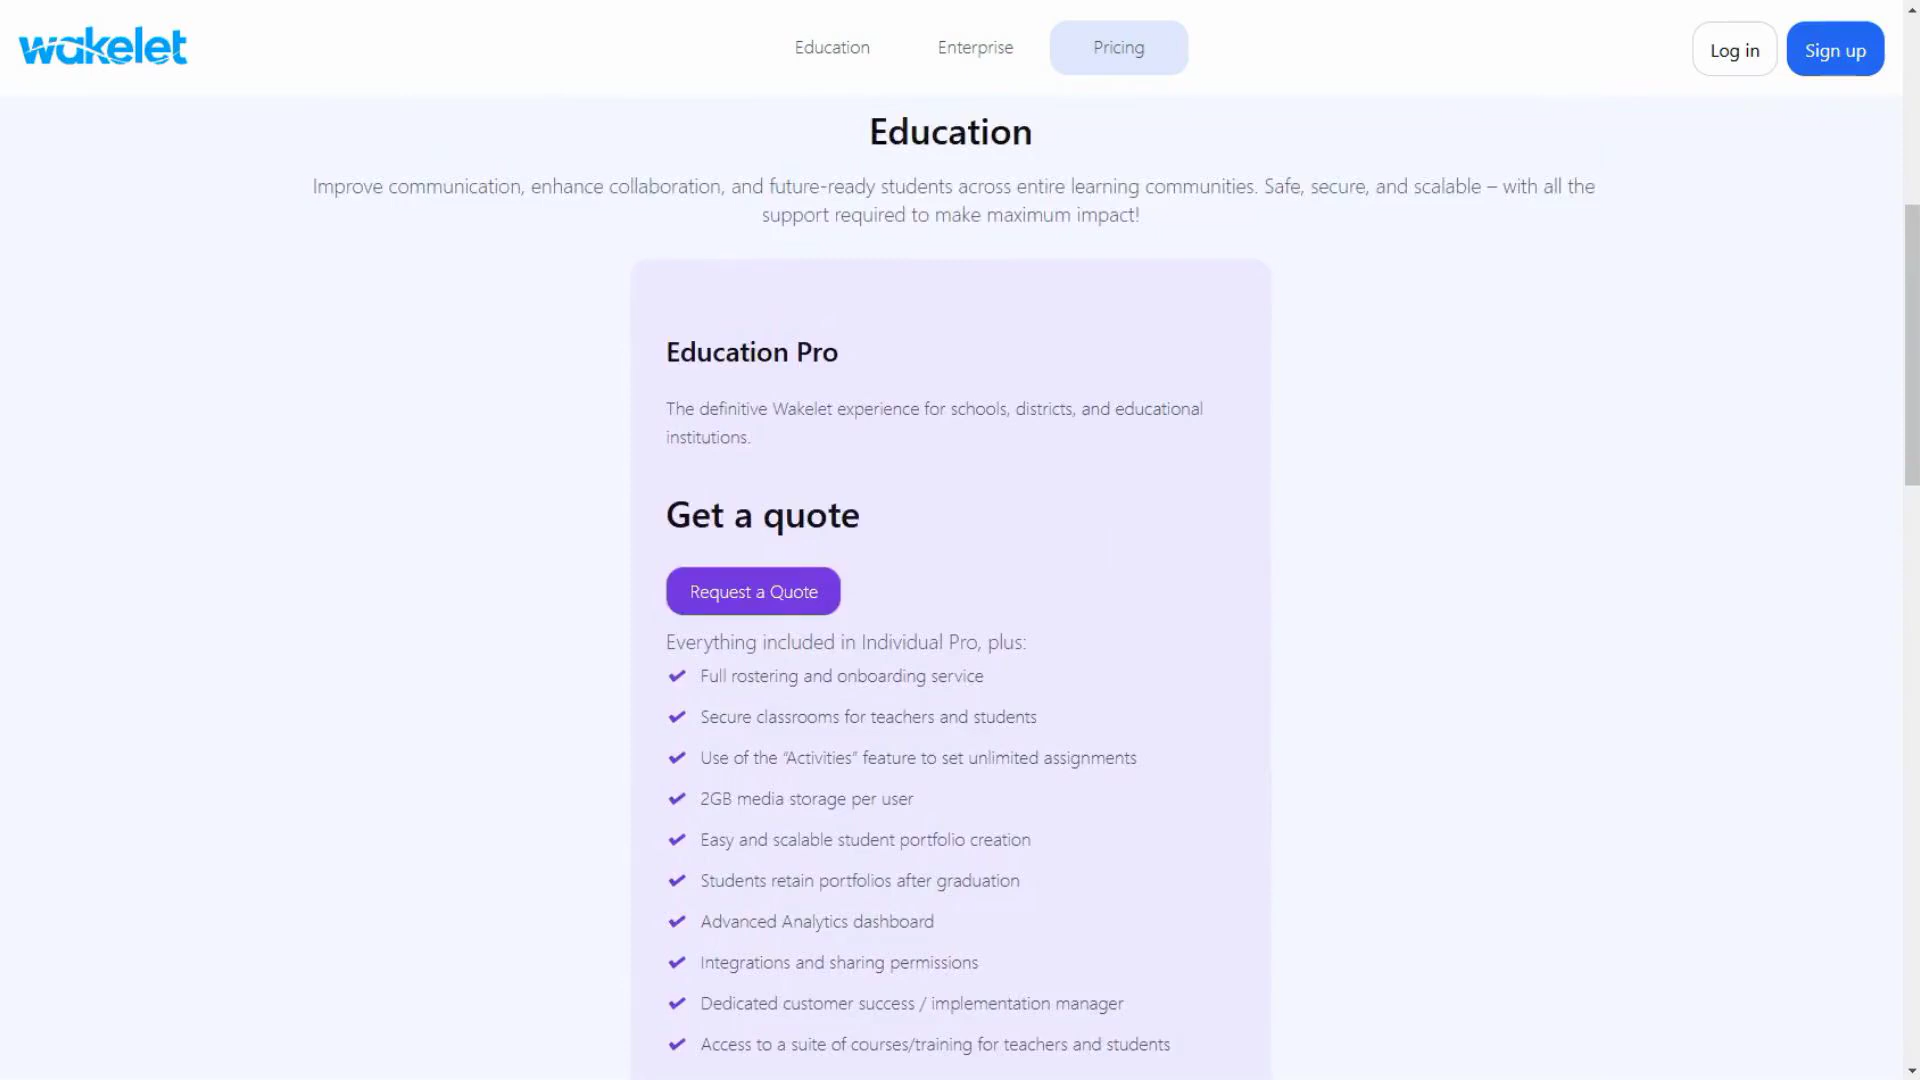 wakelet
Education
Enterprise
Pricing
Log in
Sign up
Education
Improve communication, enhance collaboration, and future-ready students across entire learning communities. Safe, secure, and scalable – with all the
support required to make maximum impact!
Education Pro
The definitive Wakelet experience for schools, districts, and educational
institutions.
Get a quote
Request a Quote
Everything included in Individual Pro, plus:
Full rostering and onboarding service
Secure classrooms for teachers and students
Use of the “Activities” feature to set unlimited assignments
2GB media storage per user
Easy and scalable student portfolio creation
Students retain portfolios after graduation
Advanced Analytics dashboard
Integrations and sharing permissions
Dedicated customer success / implementation manager
Access to a suite of courses/training for teachers and students